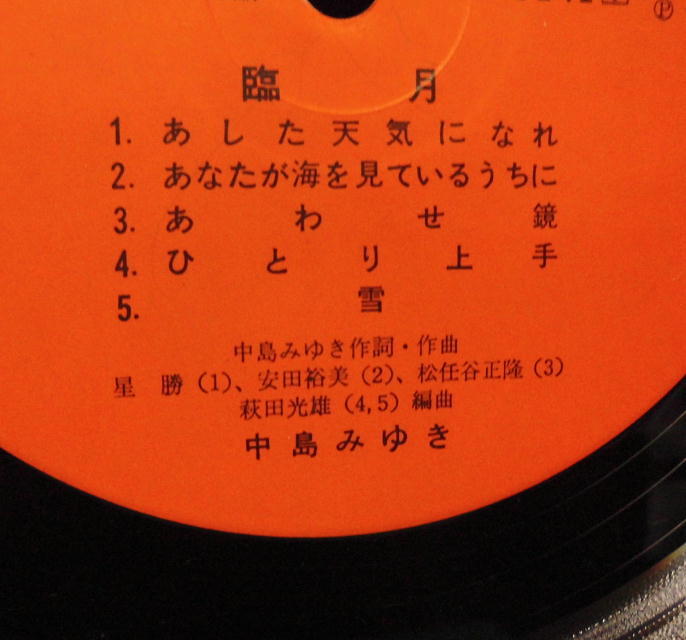 Ⓟ
臨月
1. あした天気になれ
2. あなたが海を見ているうちに
3. あわせ鏡
4. ひとり上手
5. 雪
中島みゆき作詞・作曲
星 勝(1)、安田裕美(2)、松任谷正隆(3)
萩田光雄(4,5)編曲
中島みゆき